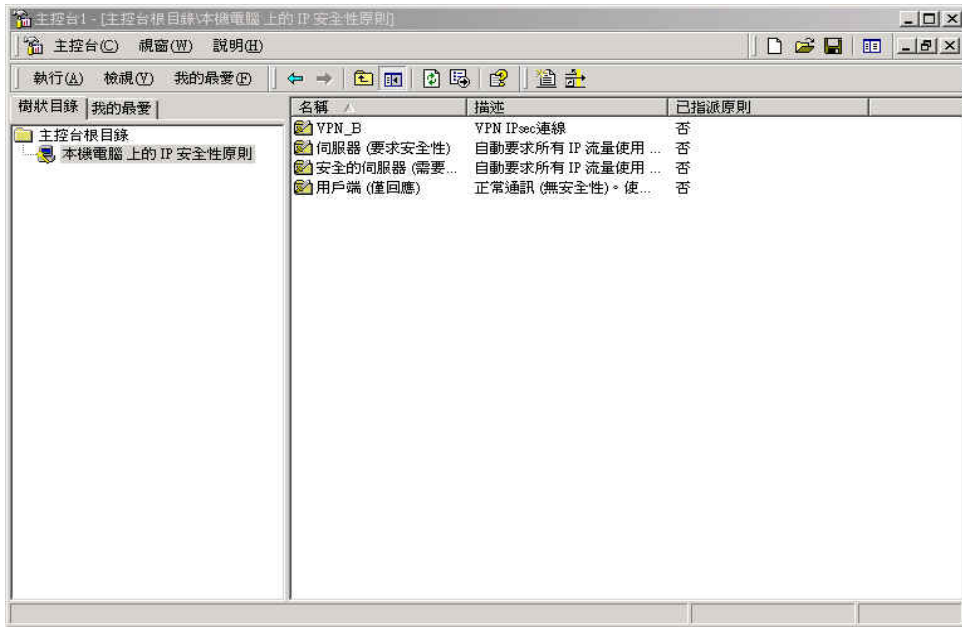 主控台1 - [主控台根目錄\本機電腦 上的 IP 安全性原則]
主控台(C) 視窗(W) 說明(H)
執行(A) 檢視(V) 我的最愛(F)
樹狀目錄 我的最愛
名稱 描述 已指派原則
主控台根目錄
本機電腦 上的 IP 安全性原則
VPN_B VPN IPsec連線 否
伺服器 (要求安全性) 自動要求所有 IP 流量使用 ... 否
安全的伺服器 (需要... 自動要求所有 IP 流量使用 ... 否
用戶端 (僅回應) 正常通訊 (無安全性)。使... 否